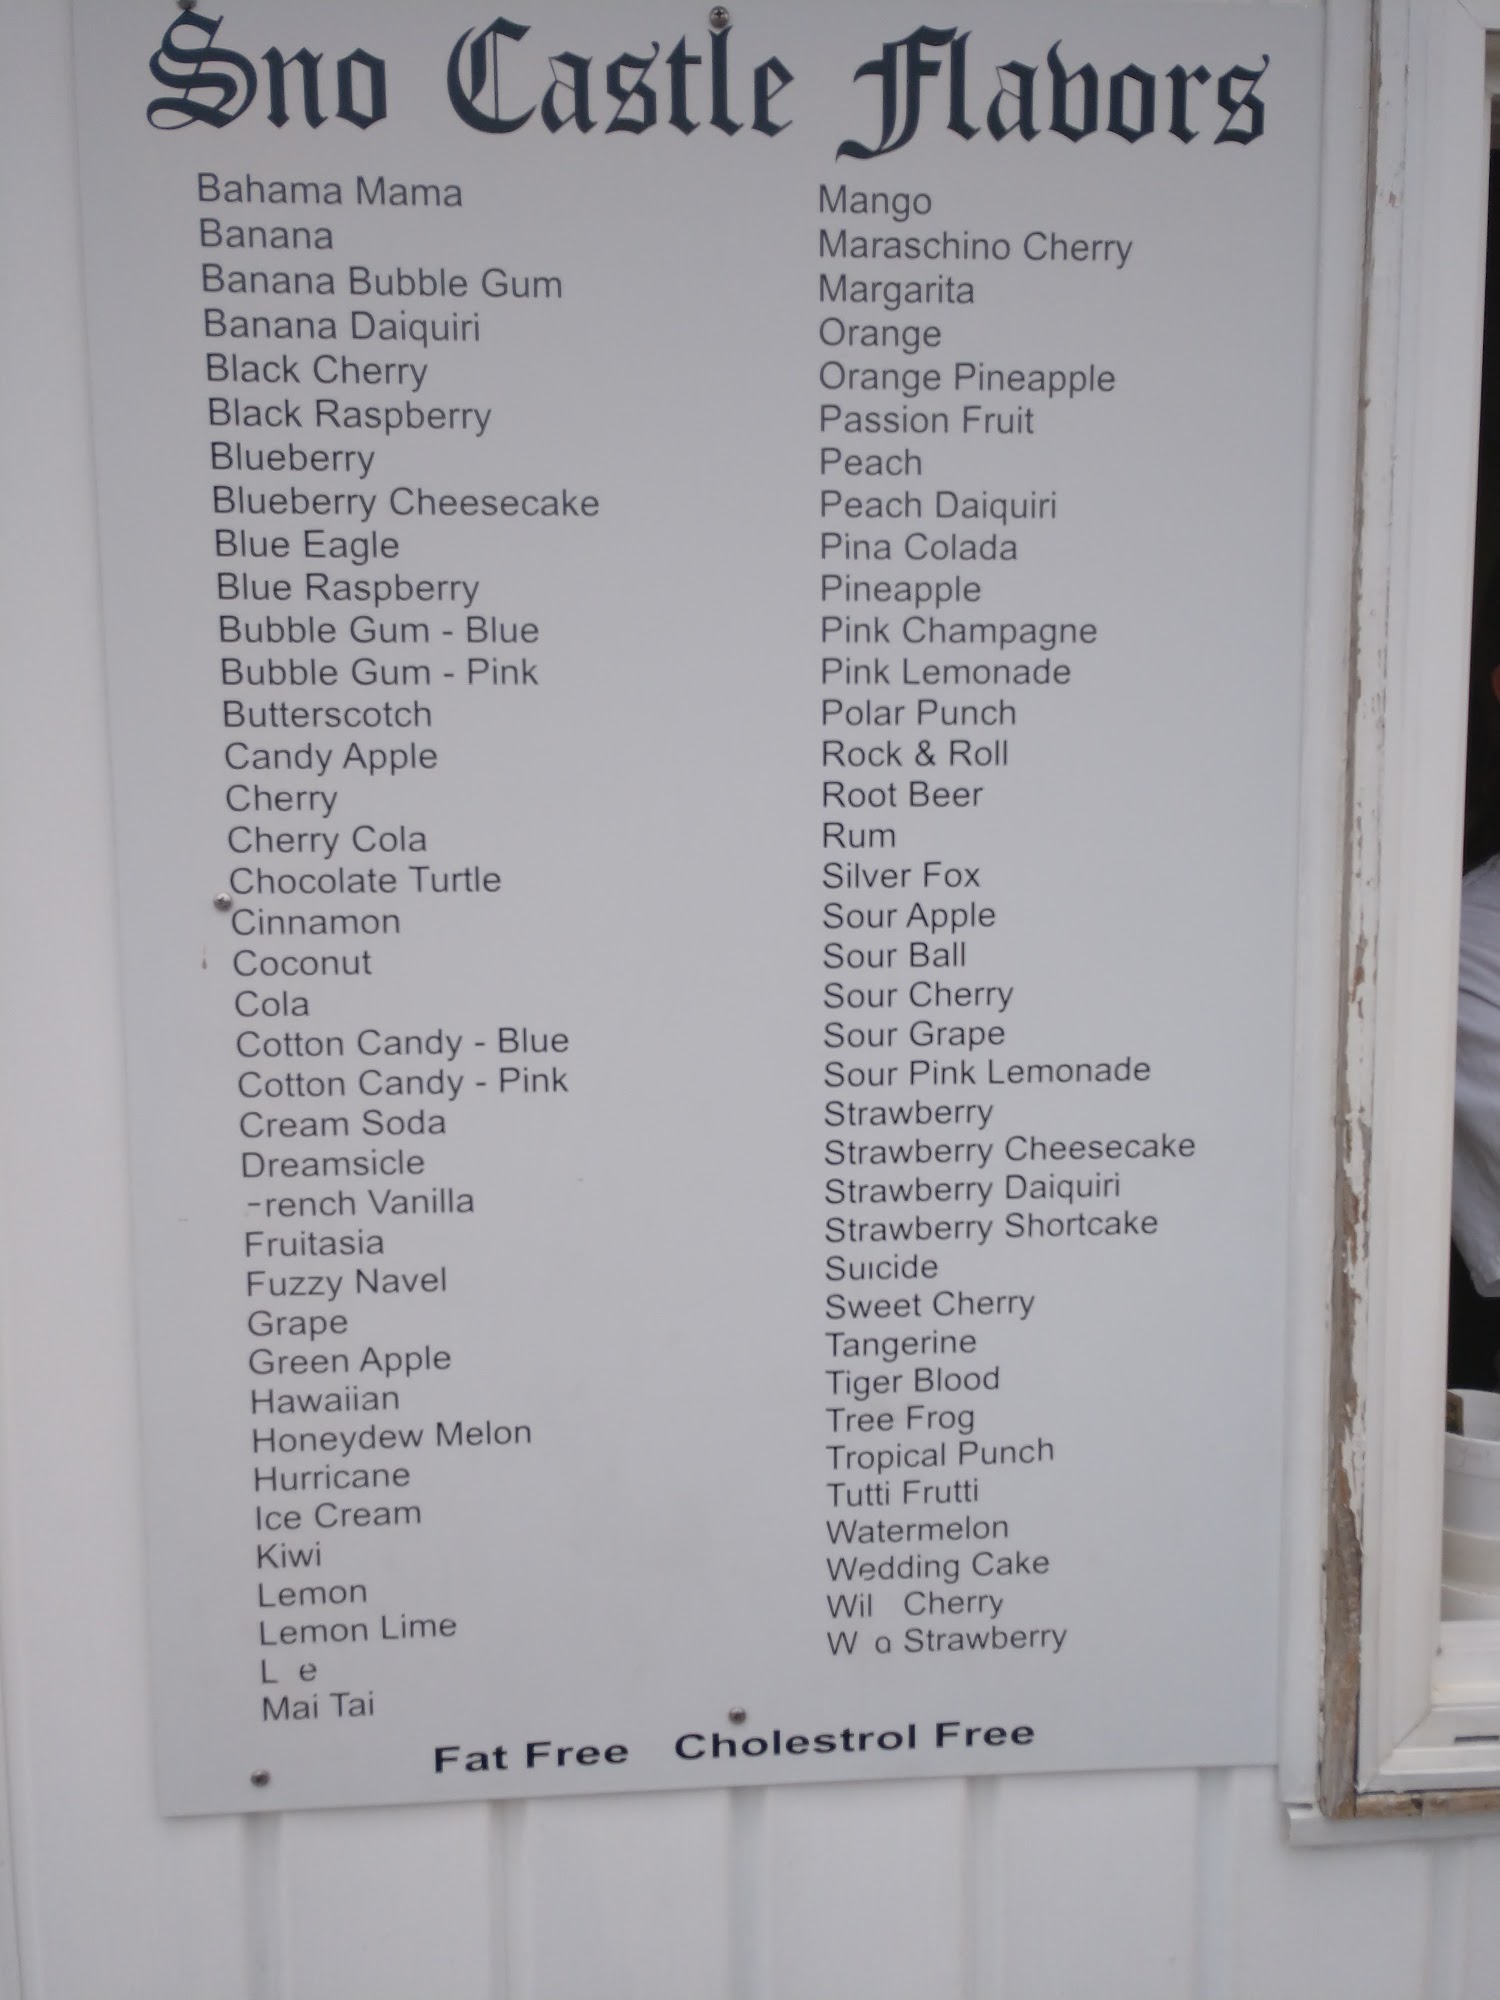 Sno Castle Flavors
Bahama Mama
Banana
Banana Bubble Gum
Banana Daiquiri
Black Cherry
Black Raspberry
Blueberry
Blueberry Cheesecake
Blue Eagle
Blue Raspberry
Bubble Gum - Blue
Bubble Gum - Pink
Butterscotch
Candy Apple
Cherry
Cherry Cola
Chocolate Turtle
Cinnamon
Coconut
Cola
Cotton Candy - Blue
Cotton Candy - Pink
Cream Soda
Dreamsicle
rench Vanilla
Fruitasia
Fuzzy Navel
Grape
Green Apple
Hawaiian
Honeydew Melon
Hurricane
Ice Cream
Kiwi
Lemon
Lemon Lime
L e
Mai Tai
Mango
Maraschino Cherry
Margarita
Orange
Orange Pineapple
Passion Fruit
Peach
Peach Daiquiri
Pina Colada
Pineapple
Pink Champagne
Pink Lemonade
Polar Punch
Rock & Roll
Root Beer
Rum
Silver Fox
Sour Apple
Sour Ball
Sour Cherry
Sour Grape
Sour Pink Lemonade
Strawberry
Strawberry Cheesecake
Strawberry Daiquiri
Strawberry Shortcake
Suicide
Sweet Cherry
Tangerine
Tiger Blood
Tree Frog
Tropical Punch
Tutti Frutti
Watermelon
Wedding Cake
Wil Cherry
W Strawberry
Fat Free Cholestrol Free